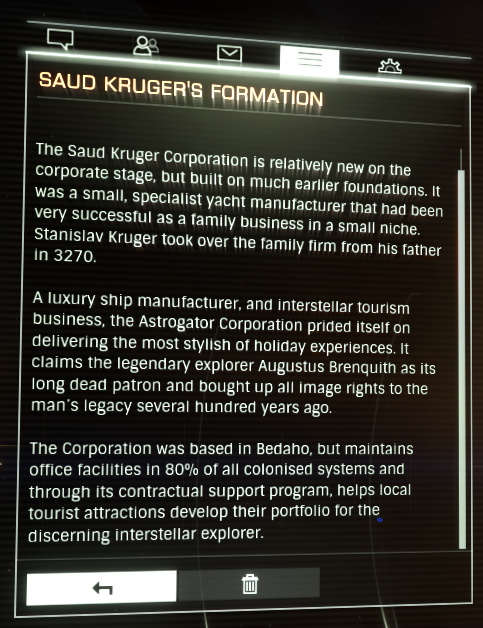 SAUD KRUGER'S FORMATION
The Saud Kruger Corporation is relatively new on the
corporate stage, but built on much earlier foundations. It
was a small, specialist yacht manufacturer that had been
very successful as a family business in a small niche.
Stanislav Kruger took over the family firm from his father
in 3270.
A luxury ship manufacturer, and interstellar tourism
business, the Astrogator Corporation prided itself on
delivering the most stylish of holiday experiences. It
claims the legendary explorer Augustus Brenquith as its
long dead patron and bought up all image rights to the
man's legacy several hundred years ago.
The Corporation was based in Bedaho, but maintains
office facilities in 80% of all colonised systems and
through its contractual support program, helps local
tourist attractions develop their portfolio for the
discerning interstellar explorer.